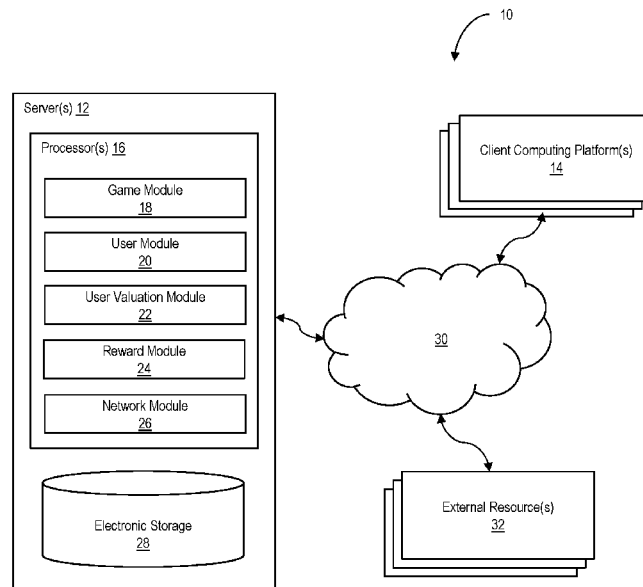 10
Server(s) 12
Processor(s) 16
Game Module
18
User Module
20
User Valuation Module
22
Reward Module
24
Network Module
26
Electronic Storage
28
Client Computing Platform(s)
14
30
External Resource(s)
32